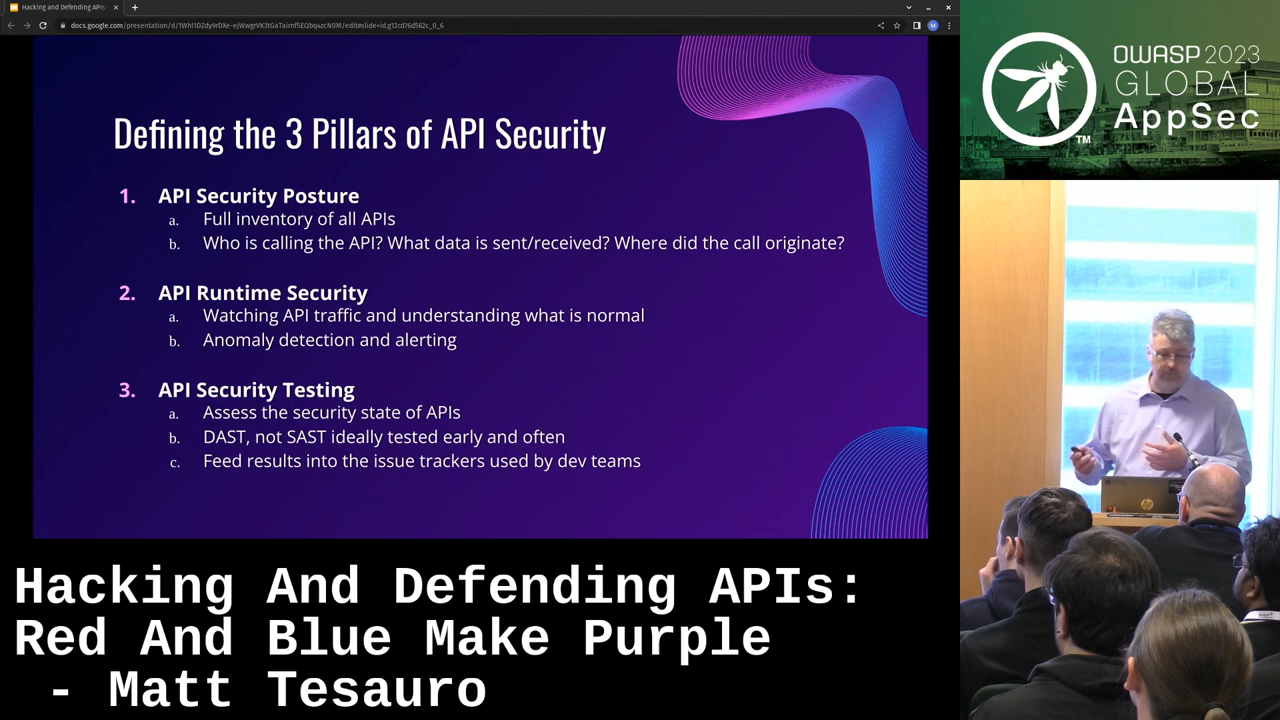 Hacking and Defending APIs
docs.google.com/presentation/d/
Defining the 3 Pillars of API Security
1. API Security Posture
a. Full inventory of all APIs
b. Who is calling the API? What data is sent/received? Where did the call originate?
2. API Runtime Security
a. Watching API traffic and understanding what is normal
b. Anomaly detection and alerting
3. API Security Testing
a. Assess the security state of APIs
b. DAST, not SAST ideally tested early and often
c. Feed results into the issue trackers used by dev teams
OWASP 2023
GLOBAL
AppSec
TM
hp
Hacking And Defending APIs:
Red And Blue Make Purple
- Matt Tesauro